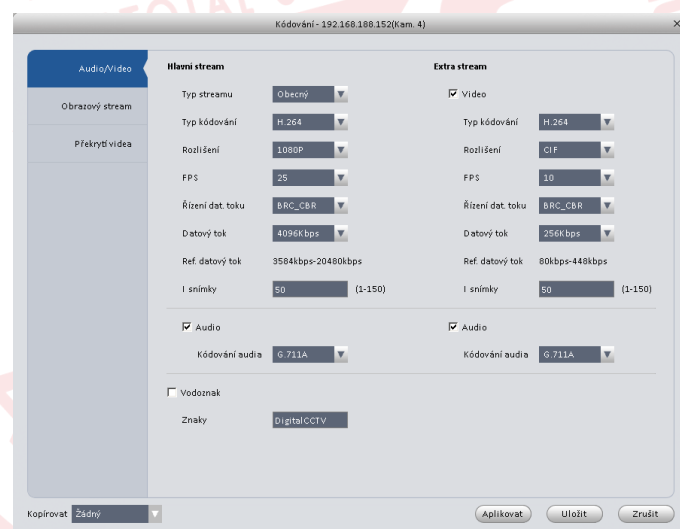 Kódování - 192.168.188.152(Kam. 4)
Audio/Video
Obrazový stream
Překrytí videa
Hlavní stream
Typ streamu Obecný
Typ kódování H.264
Rozlišení 1080P
FPS 25
Řízení dat. toku BRC_CBR
Datový tok 4096Kbps
Ref. datový tok 3584kbps-20480kbps
I snímky 50 (1-150)
Audio
Kódování audia G.711A
Vodoznak
Znaky DigitalCCTV
Extra stream
Video
Typ kódování H.264
Rozlišení CIF
FPS 10
Řízení dat. toku BRC_CBR
Datový tok 256Kbps
Ref. datový tok 80kbps-448kbps
I snímky 50 (1-150)
Audio
Kódování audia G.711A
Kopírovat Žádný
Aplikovat Uložit Zrušit